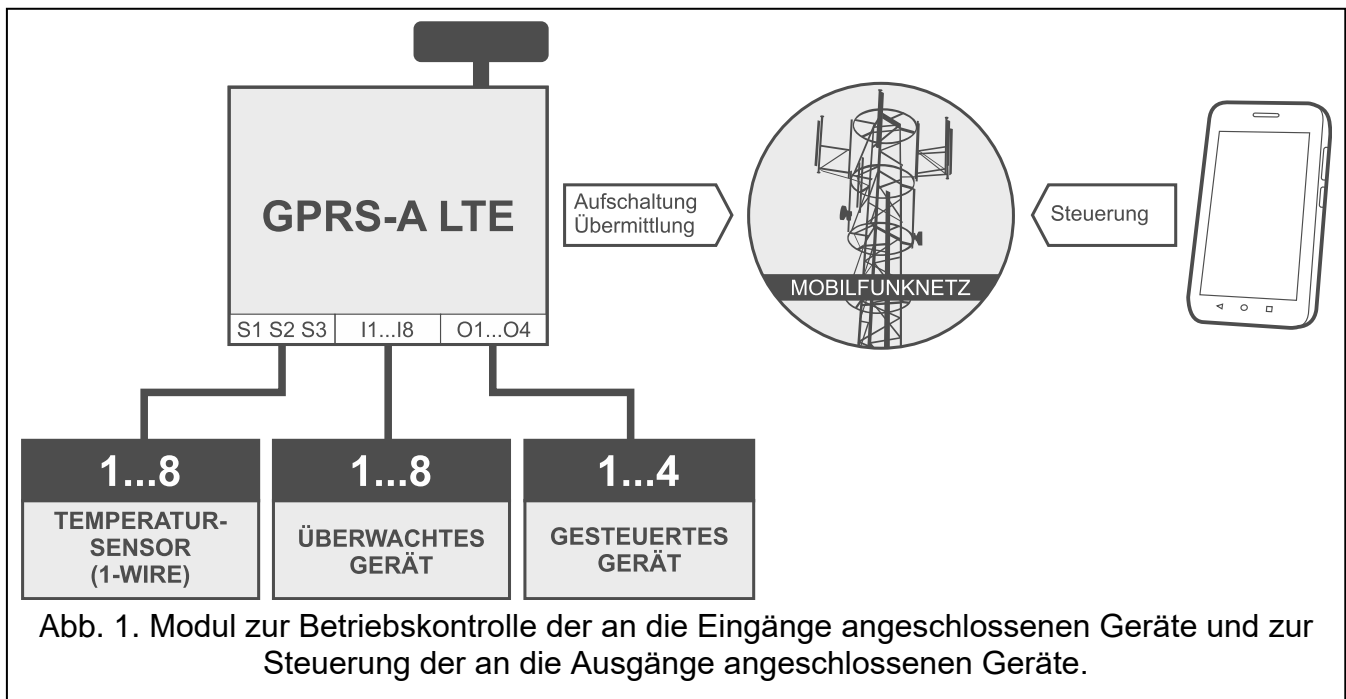 GPRS-A LTE
S1 S2 S3
I1...I8
O1...O4
Aufschaltung
Übermittlung
MOBILFUNKNETZ
Steuerung
1...8
TEMPERATUR-
SENSOR
(1-WIRE)
1...8
ÜBERWACHTES
GERÄT
1...4
GESTEUERTES
GERÄT
Abb. 1. Modul zur Betriebskontrolle der an die Eingänge angeschlossenen Geräte und zur
Steuerung der an die Ausgänge angeschlossenen Geräte.